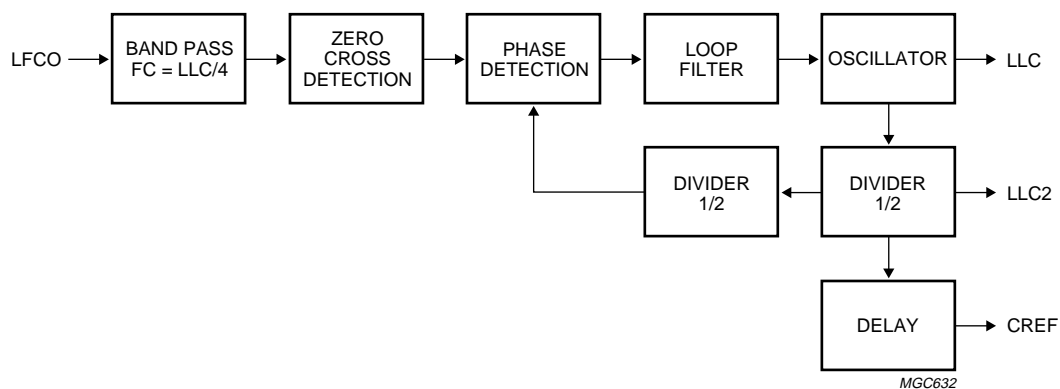 LFCO
BAND PASS
FC = LLC/4
ZERO
CROSS
DETECTION
PHASE
DETECTION
LOOP
FILTER
OSCILLATOR
LLC
DIVIDER
1/2
DIVIDER
1/2
LLC2
DELAY
CREF
MGC632